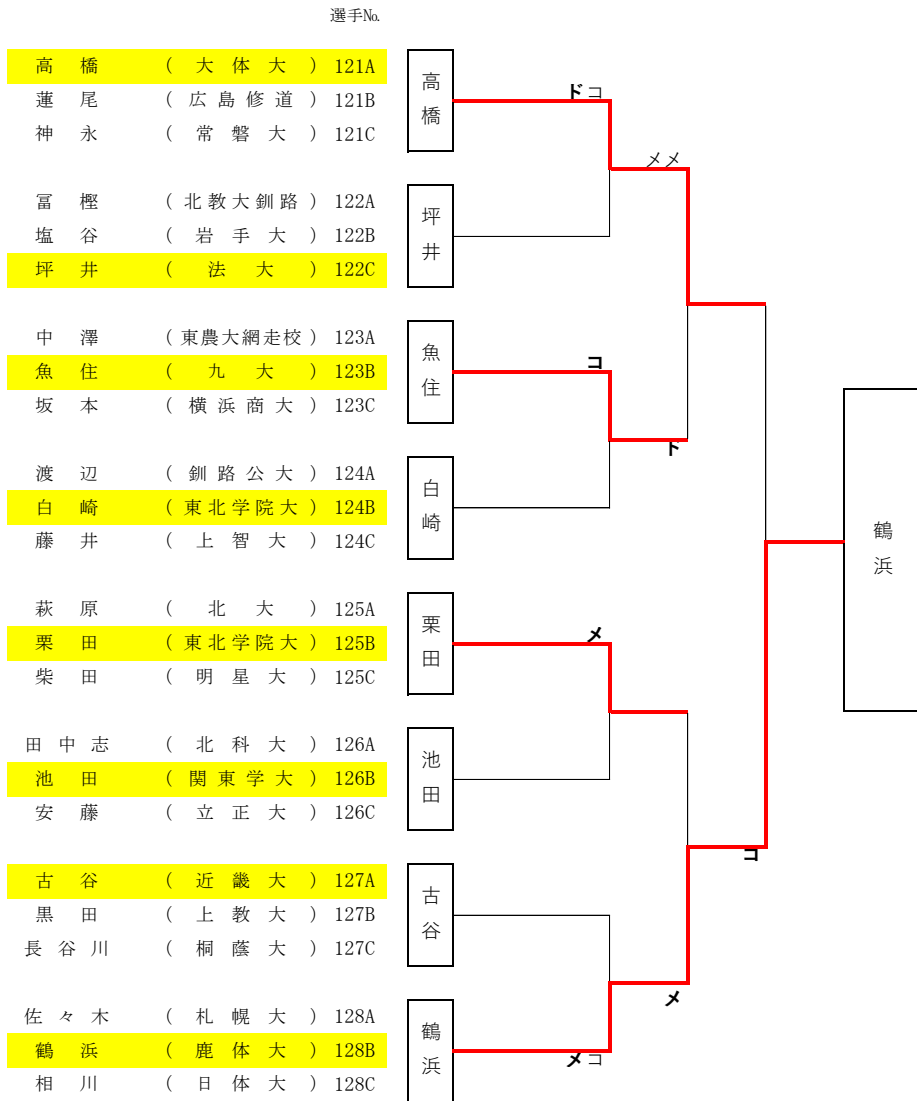 選手№
高橋 (大体大) 121A
蓮尾 (広島修道) 121B
神永 (常磐大) 121C
高橋
ドコ
メメ
冨樫 (北教大釧路) 122A
塩谷 (岩手大) 122B
坪井 (法大) 122C
坪井
中澤 (東農大網走校) 123A
魚住 (九大) 123B
坂本 (横浜商大) 123C
魚住
コ
ド
渡辺 (釧路公大) 124A
白崎 (東北学院大) 124B
藤井 (上智大) 124C
白崎
鶴浜
萩原 (北大) 125A
栗田 (東北学院大) 125B
柴田 (明星大) 125C
栗田
メ
田中志 (北科大) 126A
池田 (関東学大) 126B
安藤 (立正大) 126C
池田
コ
古谷 (近畿大) 127A
黒田 (上教大) 127B
長谷川 (桐蔭大) 127C
古谷
メ
佐々木 (札幌大) 128A
鶴浜 (鹿体大) 128B
相川 (日体大) 128C
鶴浜
メコ